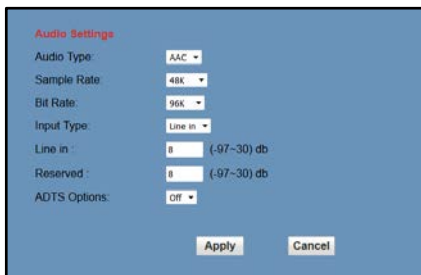 Audio Settings
Audio Type: AAC
Sample Rate: 48K
Bit Rate: 96K
Input Type: Line in
Line in : 8 (-97~30) db
Reserved : 8 (-97~30) db
ADTS Options: Off
Apply Cancel